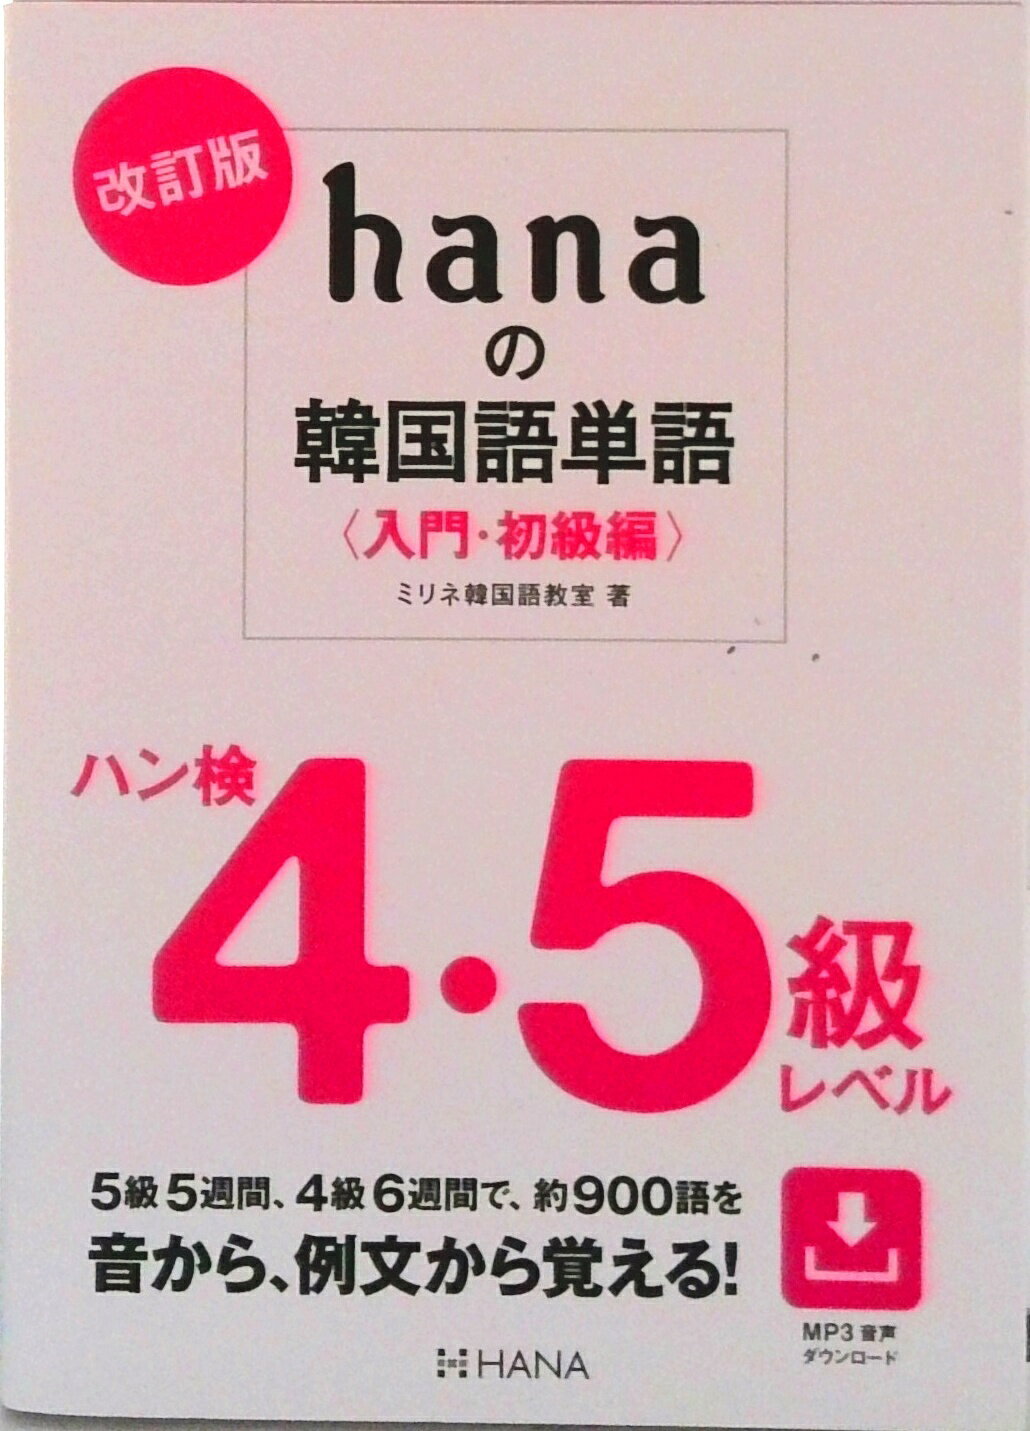 改訂版
hana
の
韓国語単語
〈入門・初級編〉
ミリネ韓国語教室 著
ハン検
4・5級
レベル
5級5週間、4級6週間で、約900語を
音から、例文から覚える!
MP3 音声
ダウンロード
HANA